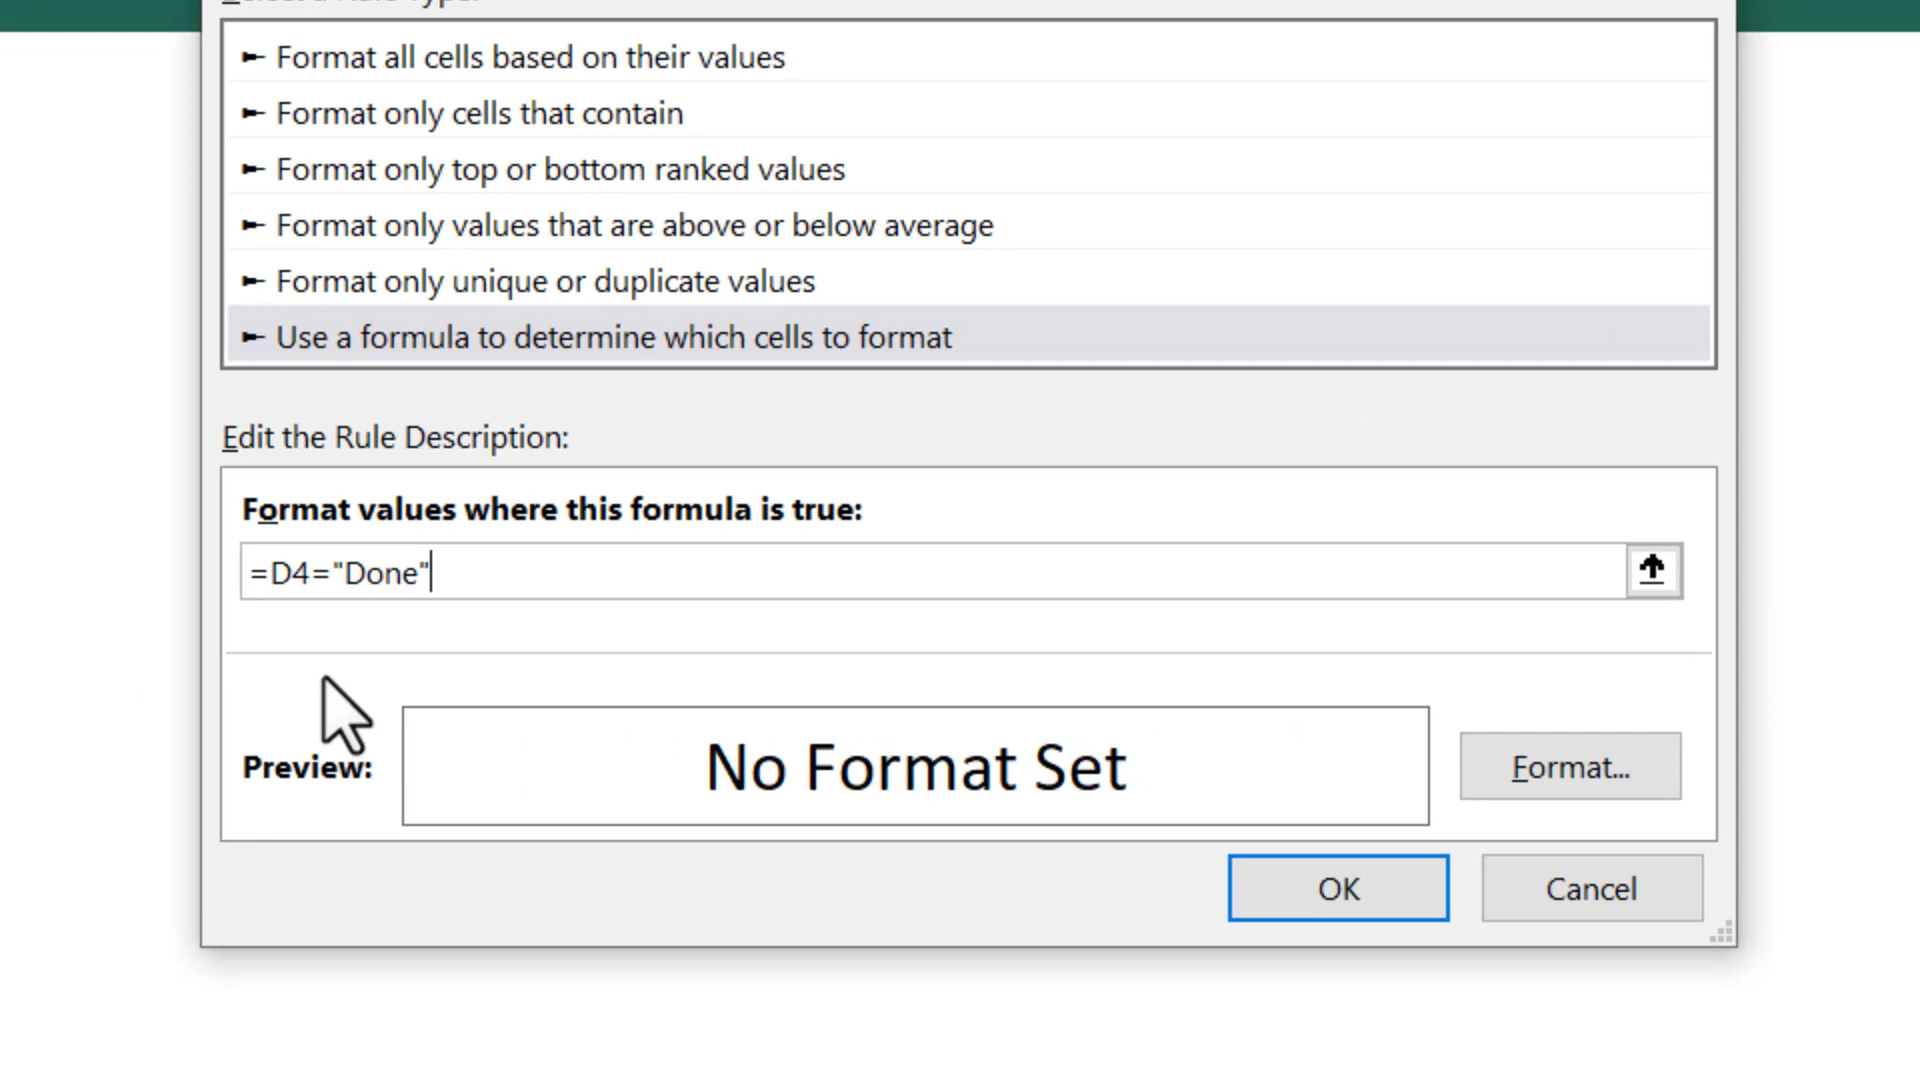 Select a Rule Type:
Format all cells based on their values
Format only cells that contain
Format only top or bottom ranked values
Format only values that are above or below average
Format only unique or duplicate values
Use a formula to determine which cells to format
Edit the Rule Description:
Format values where this formula is true:
=D4="Done"
Preview:
No Format Set
Format...
OK
Cancel